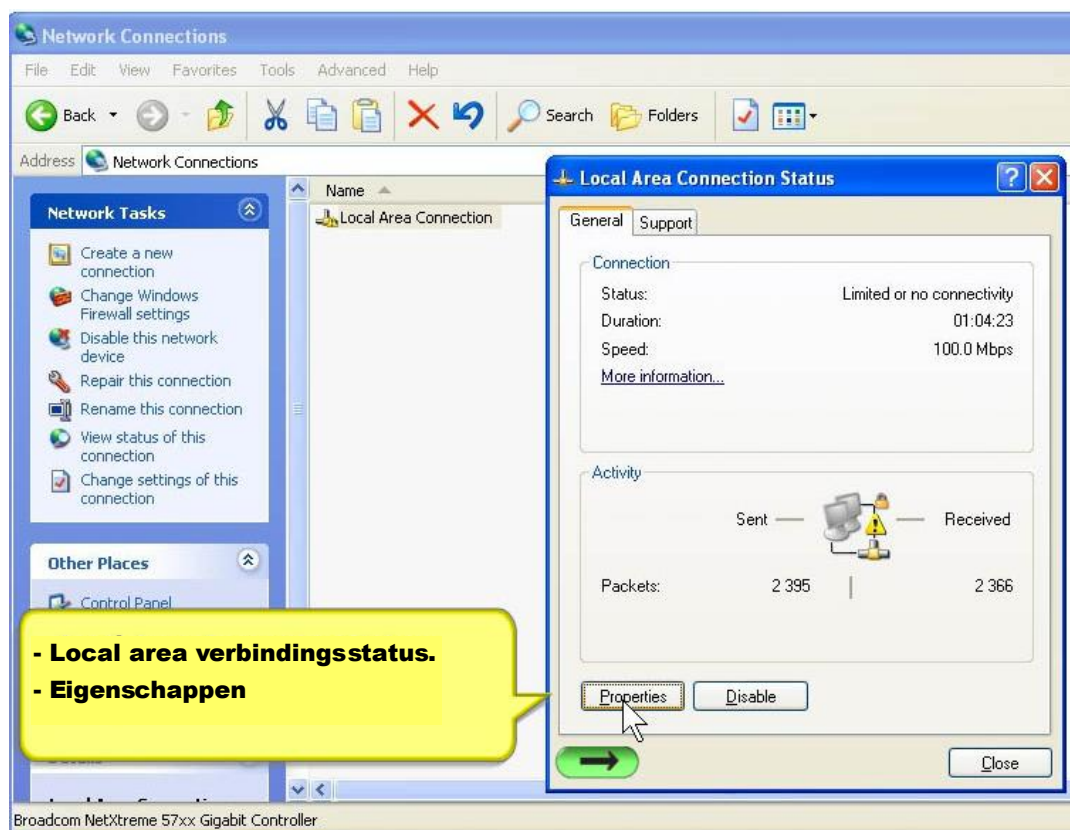 Network Connections
File Edit View Favorites Tools Advanced Help
Back Search Folders
Address Network Connections
Network Tasks
Create a new
connection
Change Windows
Firewall settings
Disable this network
device
Repair this connection
Rename this connection
View status of this
connection
Change settings of this
connection
Other Places
Control Panel
Name
Local Area Connection
Local Area Connection Status
General Support
Connection
Status: Limited or no connectivity
Duration: 01:04:23
Speed: 100.0 Mbps
More information...
Activity
Sent Received
Packets: 2 395 2 366
Properties Disable
Close
- Local area verbindingsstatus.
- Eigenschappen
Broadcom NetXtreme 57xx Gigabit Controller